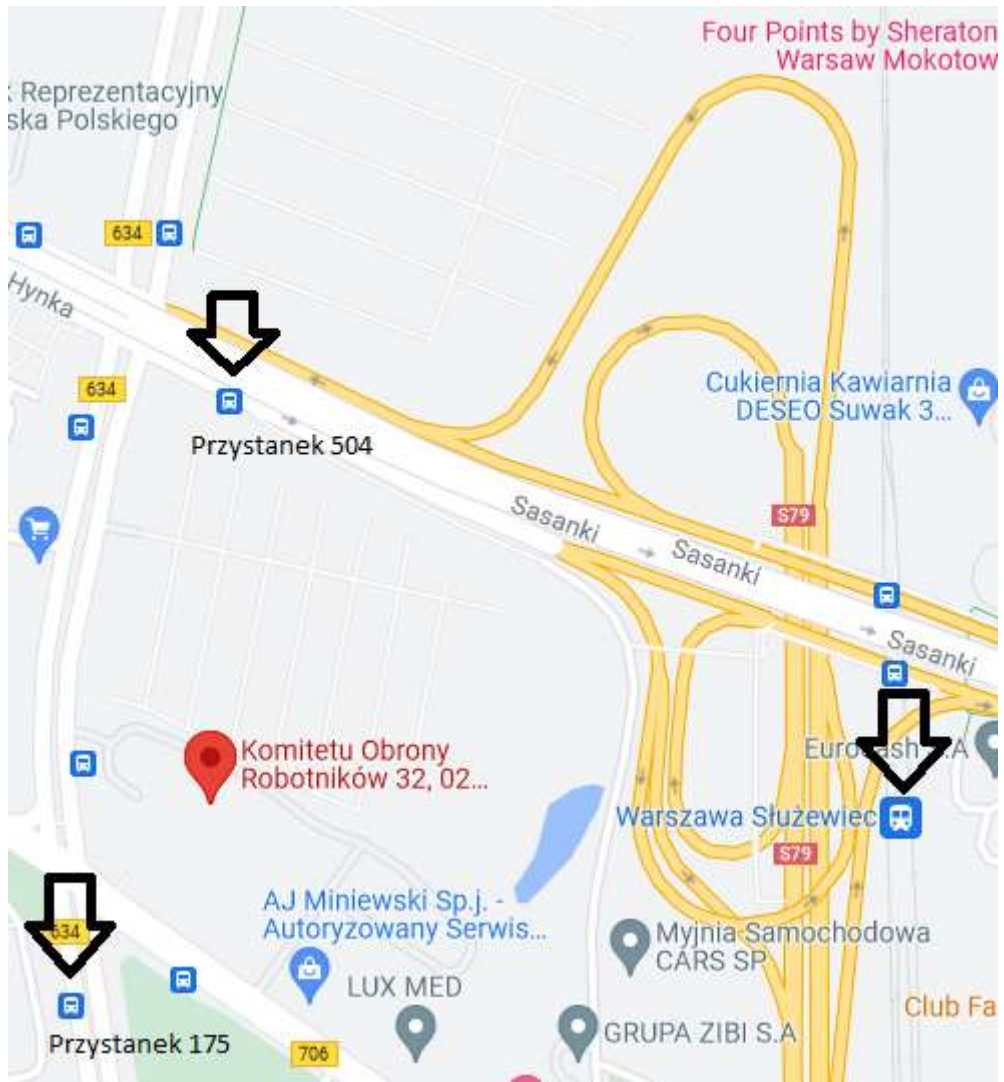 Four Points by Sheraton
Warsaw Mokotow
k Reprezentacyjny
ska Polskiego
634
Hynka
634
Przystanek 504
Cukiernia Kawiarnia
DESEO Suwak 3...
S79
Sasanki
Sasanki
Sasanki
Komitetu Obrony
Robotników 32, 02...
Warszawa Służewiec
S79
634
AJ Miniewski Sp.j. -
Autoryzowany Serwis...
Myjnia Samochodowa
CARS SP
LUX MED
Club Fa
GRUPA ZIBI S.A
Przystanek 175
706